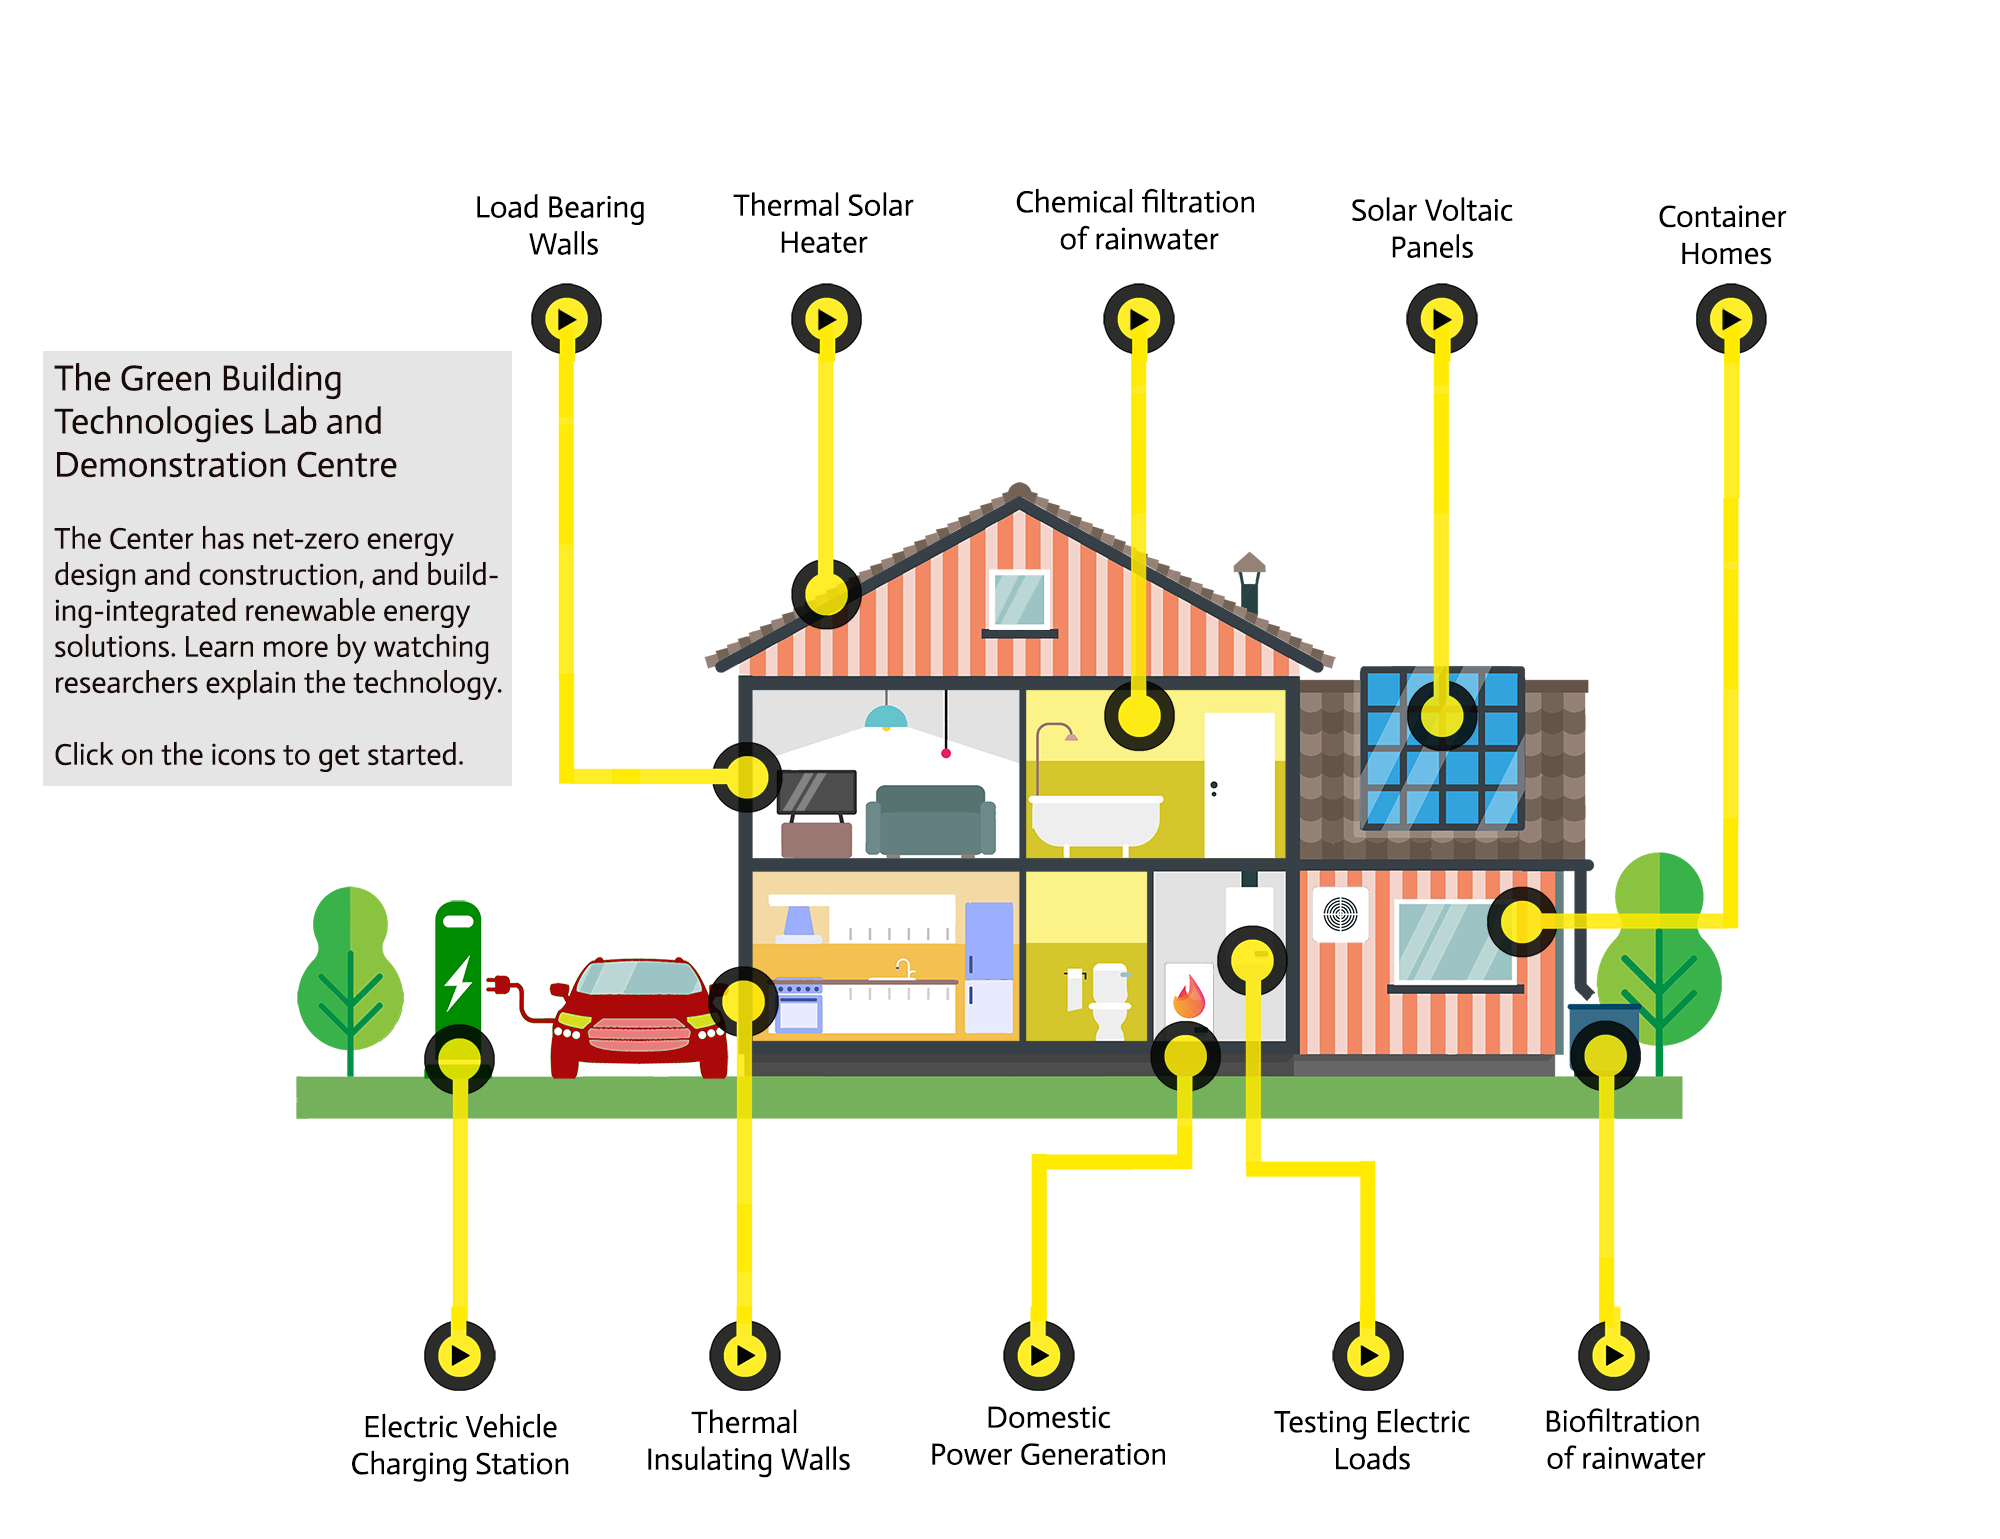 Load Bearing
Walls
Thermal Solar
Heater
Chemical filtration
of rainwater
Solar Voltaic
Panels
Container
Homes
The Green Building
Technologies Lab and
Demonstration Centre
The Center has net-zero energy
design and construction, and build-
ing-integrated renewable energy
solutions. Learn more by watching
researchers explain the technology.
Click on the icons to get started.
Electric Vehicle
Charging Station
Thermal
Insulating Walls
Domestic
Power Generation
Testing Electric
Loads
Biofiltration
of rainwater